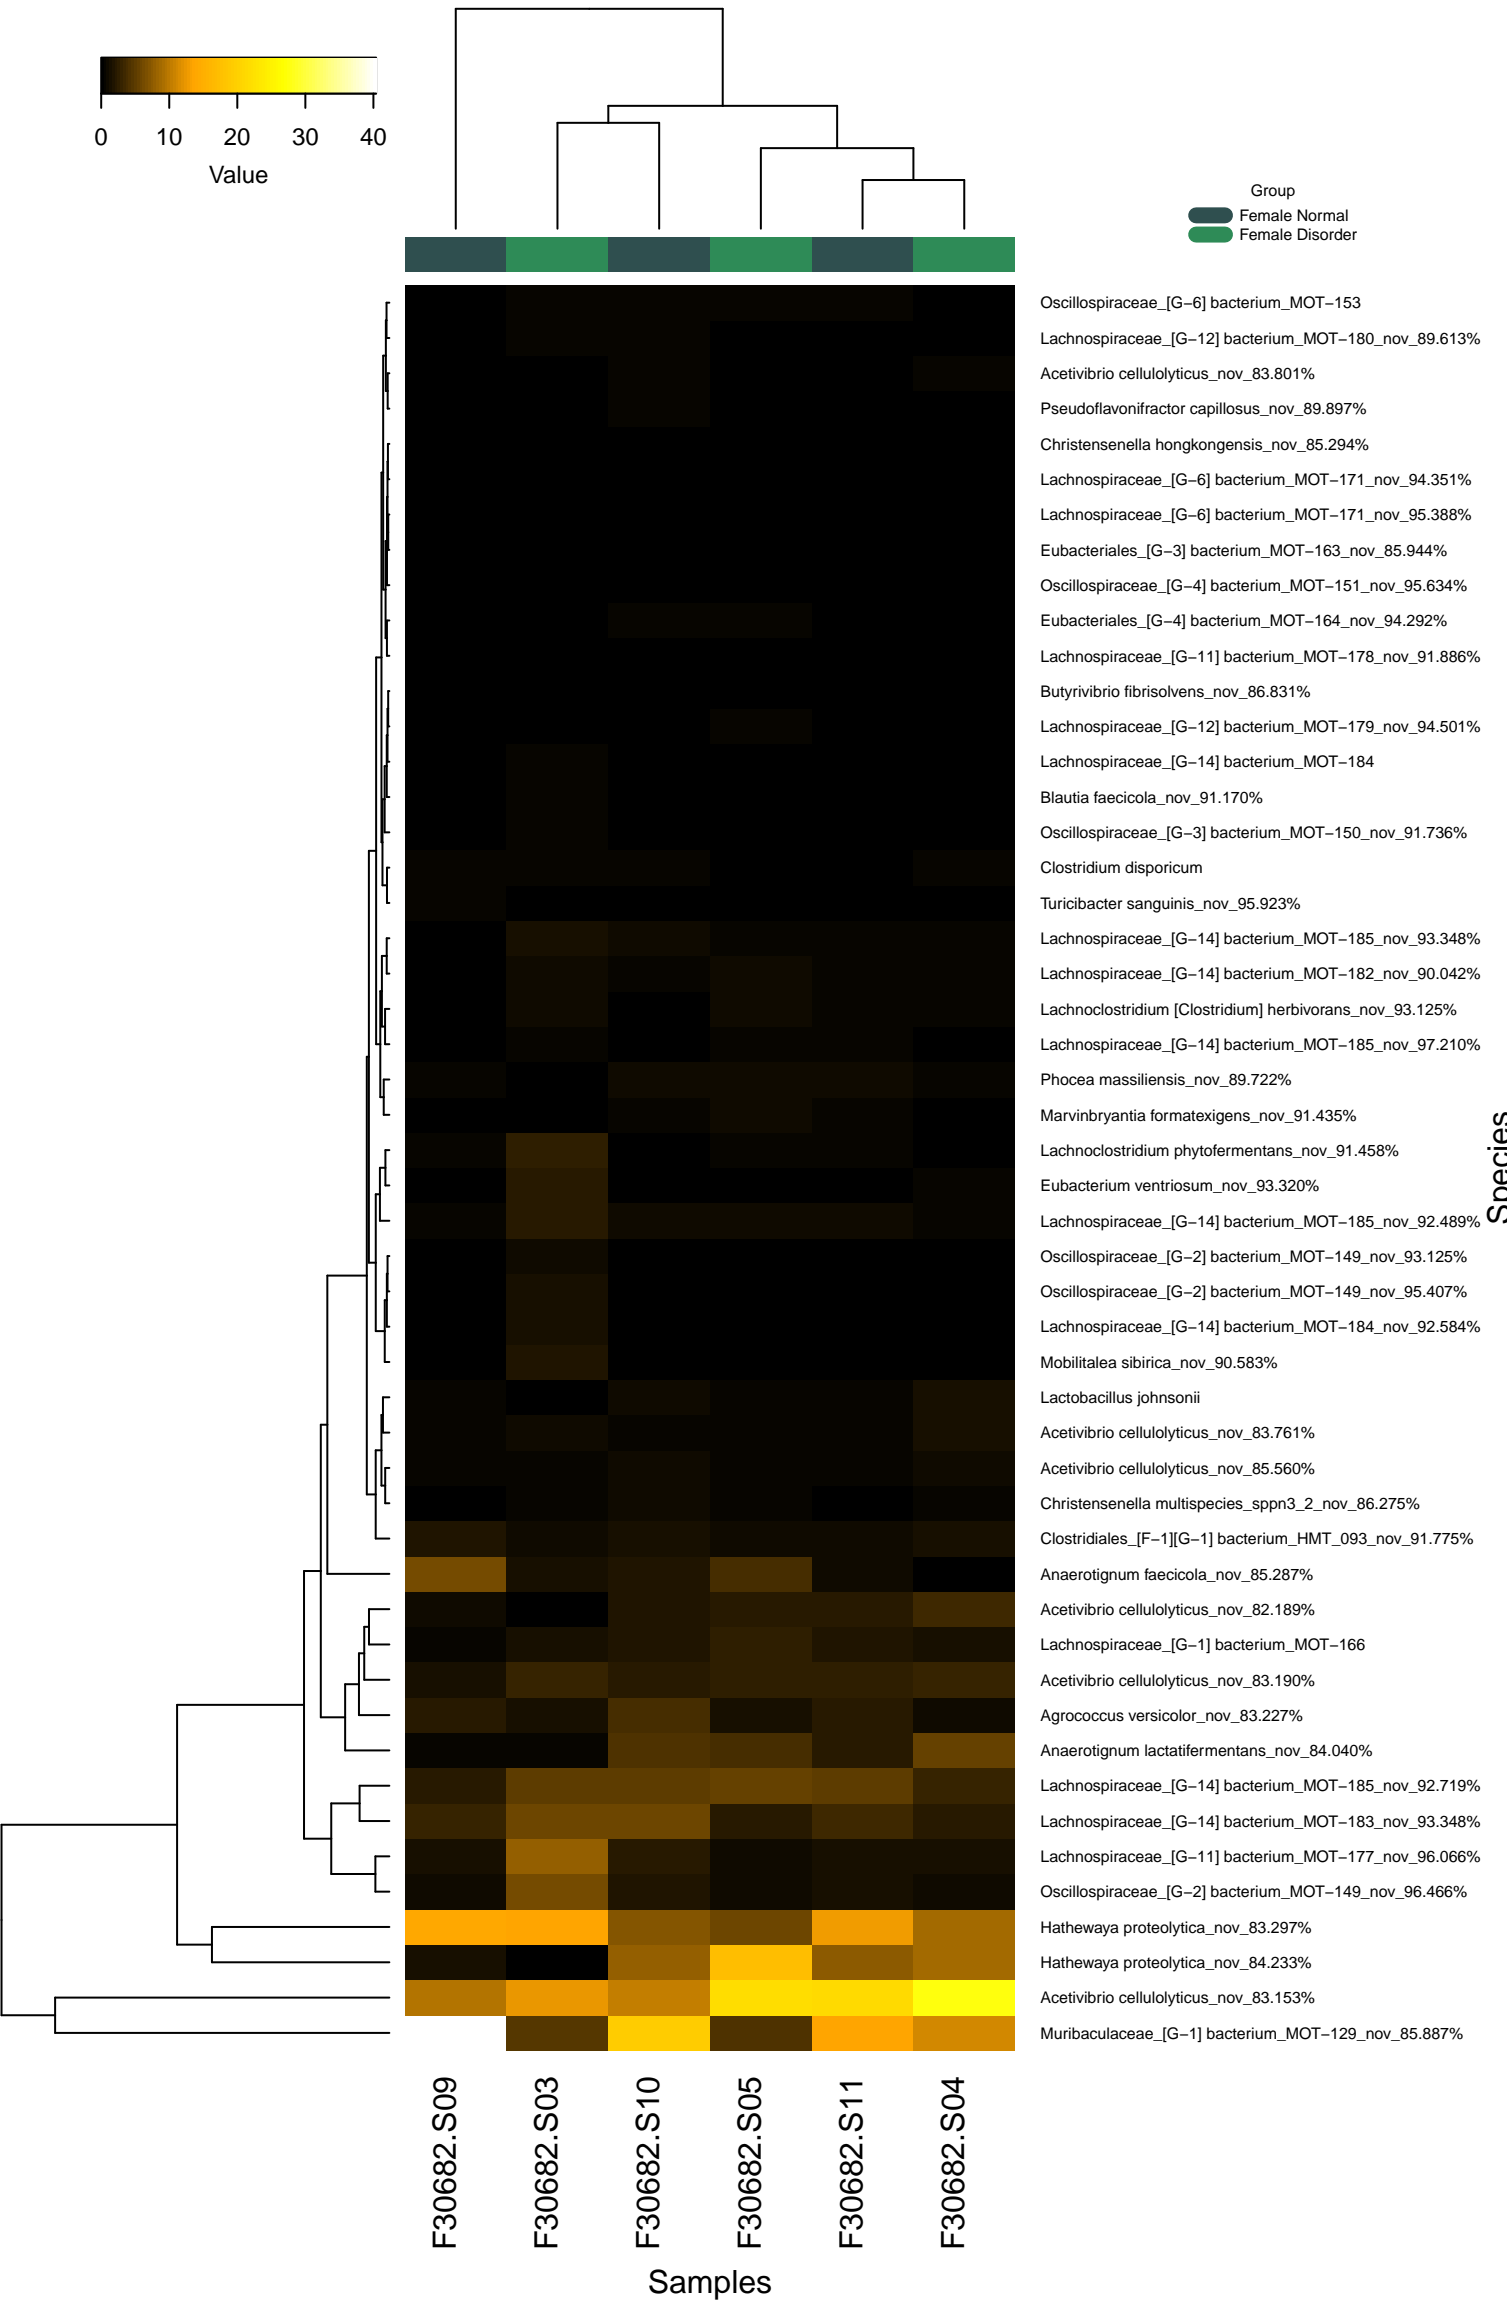 0 10 20 30 40
Value
Group
Female Normal
Female Disorder
Oscillospiraceae_[G−6] bacterium_MOT−153
Lachnospiraceae_[G−12] bacterium_MOT−180_nov_89.613%
Acetivibrio cellulolyticus_nov_83.801%
Pseudoflavonifractor capillosus_nov_89.897%
Christensenella hongkongensis_nov_85.294%
Lachnospiraceae_[G−6] bacterium_MOT−171_nov_94.351%
Lachnospiraceae_[G−6] bacterium_MOT−171_nov_95.388%
Eubacteriales_[G−3] bacterium_MOT−163_nov_85.944%
Oscillospiraceae_[G−4] bacterium_MOT−151_nov_95.634%
Eubacteriales_[G−4] bacterium_MOT−164_nov_94.292%
Lachnospiraceae_[G−11] bacterium_MOT−178_nov_91.886%
Butyrivibrio fibrisolvens_nov_86.831%
Lachnospiraceae_[G−12] bacterium_MOT−179_nov_94.501%
Lachnospiraceae_[G−14] bacterium_MOT−184
Blautia faecicola_nov_91.170%
Oscillospiraceae_[G−3] bacterium_MOT−150_nov_91.736%
Clostridium disporicum
Turicibacter sanguinis_nov_95.923%
Lachnospiraceae_[G−14] bacterium_MOT−185_nov_93.348%
Lachnospiraceae_[G−14] bacterium_MOT−182_nov_90.042%
Lachnoclostridium [Clostridium] herbivorans_nov_93.125%
Lachnospiraceae_[G−14] bacterium_MOT−185_nov_97.210%
Phocea massiliensis_nov_89.722%
Marvinbryantia formatexigens_nov_91.435%
Lachnoclostridium phytofermentans_nov_91.458%
Eubacterium ventriosum_nov_93.320%
Lachnospiraceae_[G−14] bacterium_MOT−185_nov_92.489%
Oscillospiraceae_[G−2] bacterium_MOT−149_nov_93.125%
Oscillospiraceae_[G−2] bacterium_MOT−149_nov_95.407%
Lachnospiraceae_[G−14] bacterium_MOT−184_nov_92.584%
Mobilitalea sibirica_nov_90.583%
Lactobacillus johnsonii
Acetivibrio cellulolyticus_nov_83.761%
Acetivibrio cellulolyticus_nov_85.560%
Christensenella multispecies_sppn3_2_nov_86.275%
Clostridiales_[F−1][G−1] bacterium_HMT_093_nov_91.775%
Anaerotignum faecicola_nov_85.287%
Acetivibrio cellulolyticus_nov_82.189%
Lachnospiraceae_[G−1] bacterium_MOT−166
Acetivibrio cellulolyticus_nov_83.190%
Agrococcus versicolor_nov_83.227%
Anaerotignum lactatifermentans_nov_84.040%
Lachnospiraceae_[G−14] bacterium_MOT−185_nov_92.719%
Lachnospiraceae_[G−14] bacterium_MOT−183_nov_93.348%
Lachnospiraceae_[G−11] bacterium_MOT−177_nov_96.066%
Oscillospiraceae_[G−2] bacterium_MOT−149_nov_96.466%
Hathewaya proteolytica_nov_83.297%
Hathewaya proteolytica_nov_84.233%
Acetivibrio cellulolyticus_nov_83.153%
Muribaculaceae_[G−1] bacterium_MOT−129_nov_85.887%
Species
F30682.S09
F30682.S03
F30682.S10
F30682.S05
F30682.S11
F30682.S04
Samples